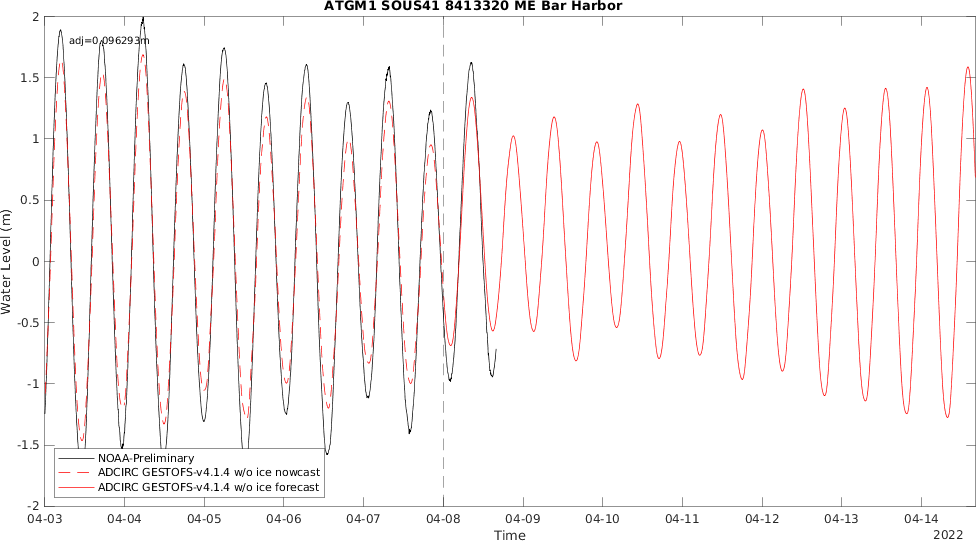 ATGM1 SOUS41 8413320 ME Bar Harbor
adj=0.096293m
2
1.5
1
0.5
0
-0.5
-1
-1.5
-2
Water Level (m)
NOAA-Preliminary
ADCIRC GESTOFS-v4.1.4 w/o ice nowcast
ADCIRC GESTOFS-v4.1.4 w/o ice forecast
04-03 04-04 04-05 04-06 04-07 04-08 04-09 04-10 04-11 04-12 04-13 04-14
Time
2022